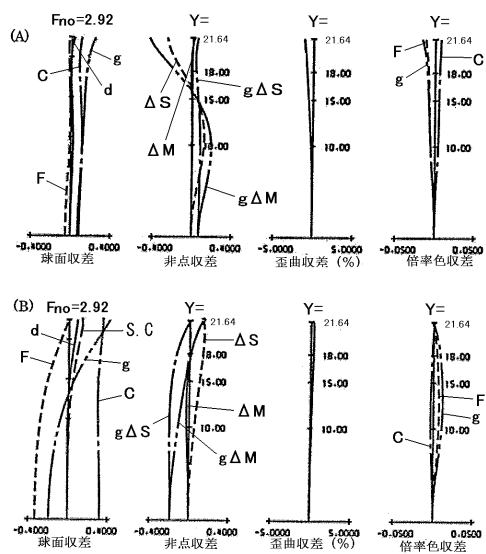 (A)
Fno=2.92
Y=
Y=
Y=
g
C
d
F
21.64
18.00
15.00
10.00
ΔS
gΔS
ΔM
gΔM
21.64
18.00
15.00
10.00
F
g
C
21.64
18.00
15.00
10.00
-0.4000 0.4000
-0.4000 0.4000
-5.0000 5.0000
-0.0500 0.0500
球面収差
非点収差
歪曲収差(%)
倍率色収差
(B)
Fno=2.92
Y=
Y=
Y=
d
S.C
F
g
C
21.64
18.00
15.00
10.00
ΔS
ΔM
gΔS
gΔM
21.64
18.00
15.00
10.00
21.64
18.00
15.00
10.00
F
g
C
-0.4000 0.4000
-0.4000 0.4000
-5.0000 5.0000
-0.0500 0.0500
球面収差
非点収差
歪曲収差(%)
倍率色収差